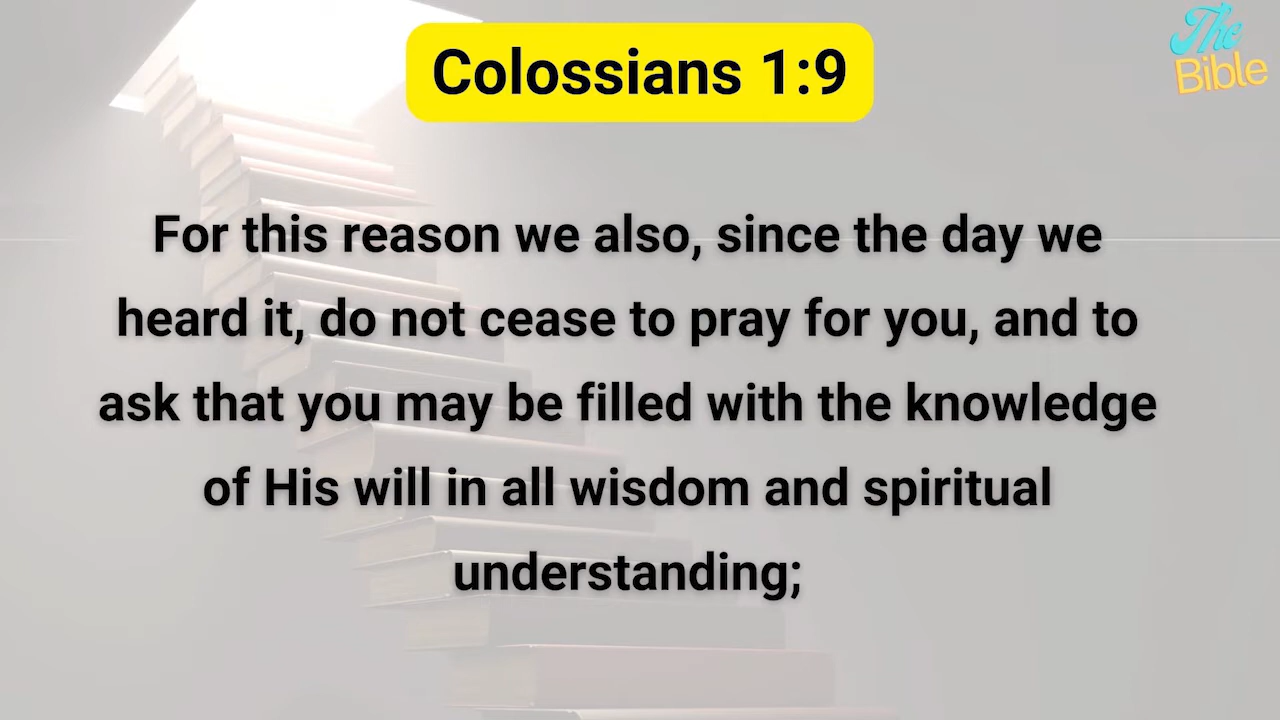 The
Bible
Colossians 1:9
For this reason we also, since the day we
heard it, do not cease to pray for you, and to
ask that you may be filled with the knowledge
of His will in all wisdom and spiritual
understanding;